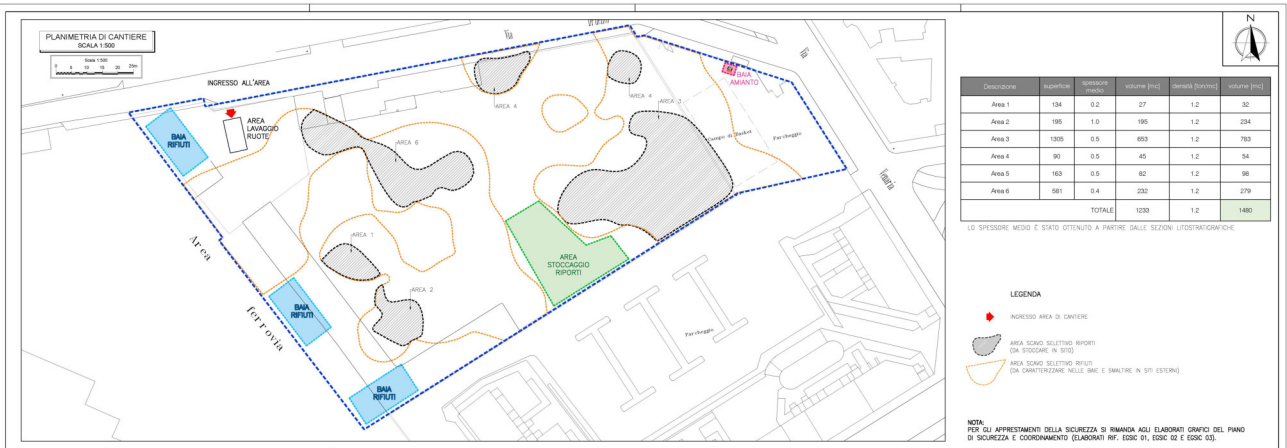 PLANIMETRIA DI CANTIERE
SCALA 1:500
Scala 1:500
0 5 10 15 20 25m
INGRESSO ALL'AREA
AREA
LAVAGGIO
RUOTE
BAIA
RIFIUTI
AREA 6
AREA 4
AREA 4
AREA 3
BAIA
AMIANTO
Campo di Basket
Parcheggio
Via
Via
Venaria
AREA 1
AREA 2
AREA
STOCCAGGIO
RIPORTI
Area
ferrovia
BAIA
RIFIUTI
BAIA
RIFIUTI
Parcheggio
N
Descrizione superficie spessore medio volume [mc] densità [ton/mc] volume [mc]
Area 1 134 0.2 27 1.2 32
Area 2 195 1.0 195 1.2 234
Area 3 1305 0.5 653 1.2 783
Area 4 90 0.5 45 1.2 54
Area 5 163 0.5 82 1.2 98
Area 6 581 0.4 232 1.2 279
TOTALE 1233 1.2 1480
LO SPESSORE MEDIO È STATO OTTENUTO A PARTIRE DALLE SEZIONI LITOSTRATIGRAFICHE
LEGENDA
INGRESSO AREA DI CANTIERE
AREA SCAVO SELETTIVO RIPORTI
(DA STOCCARE IN SITO)
AREA SCAVO SELETTIVO RIFIUTI
(DA CARATTERIZZARE NELLE BAIE E SMALTIRE IN SITI ESTERNI)
NOTA:
PER GLI APPRESTAMENTI DELLA SICUREZZA SI RIMANDA AGLI ELABORATI GRAFICI DEL PIANO
DI SICUREZZA E COORDINAMENTO (ELABORATI RIF. EGSIC 01, EGSIC 02 E EGSIC 03).